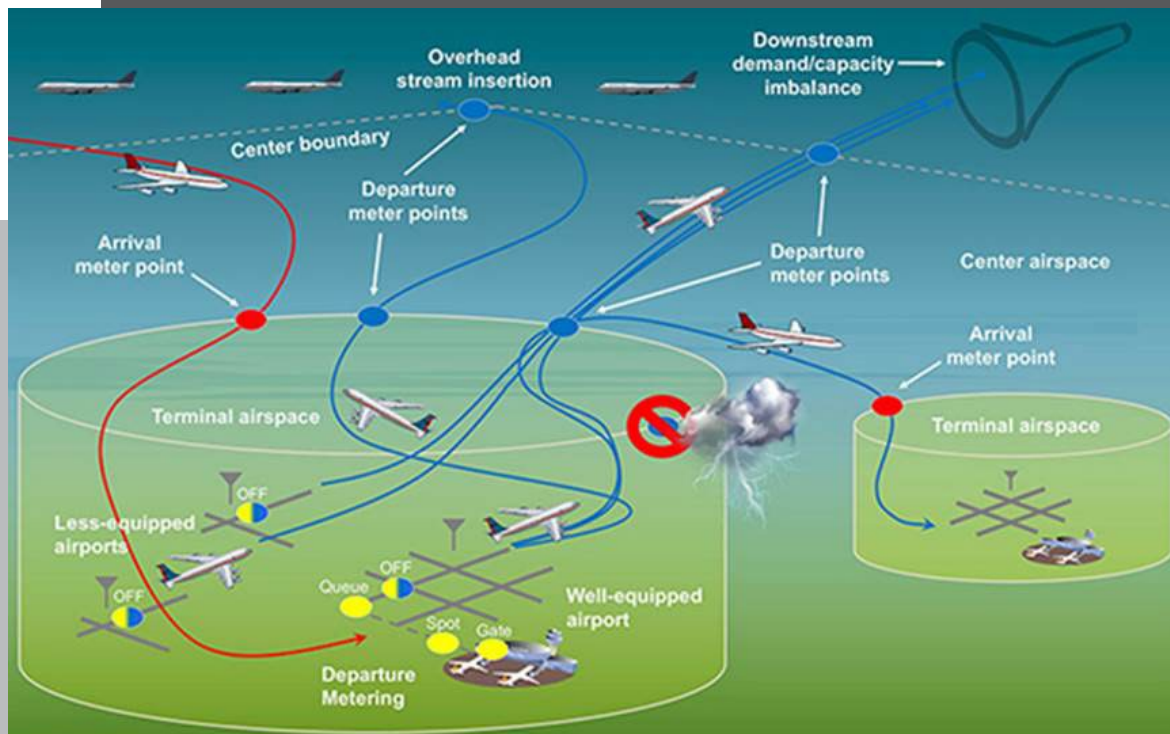 Overhead
stream insertion
Downstream
demand/capacity
imbalance
Center boundary
Departure
meter points
Arrival
meter point
Departure
meter points
Center airspace
Arrival
meter point
Terminal airspace
Terminal airspace
OFF
Less-equipped
airports
OFF
OFF
Queue
Spot
Gate
Well-equipped
airport
Departure
Metering